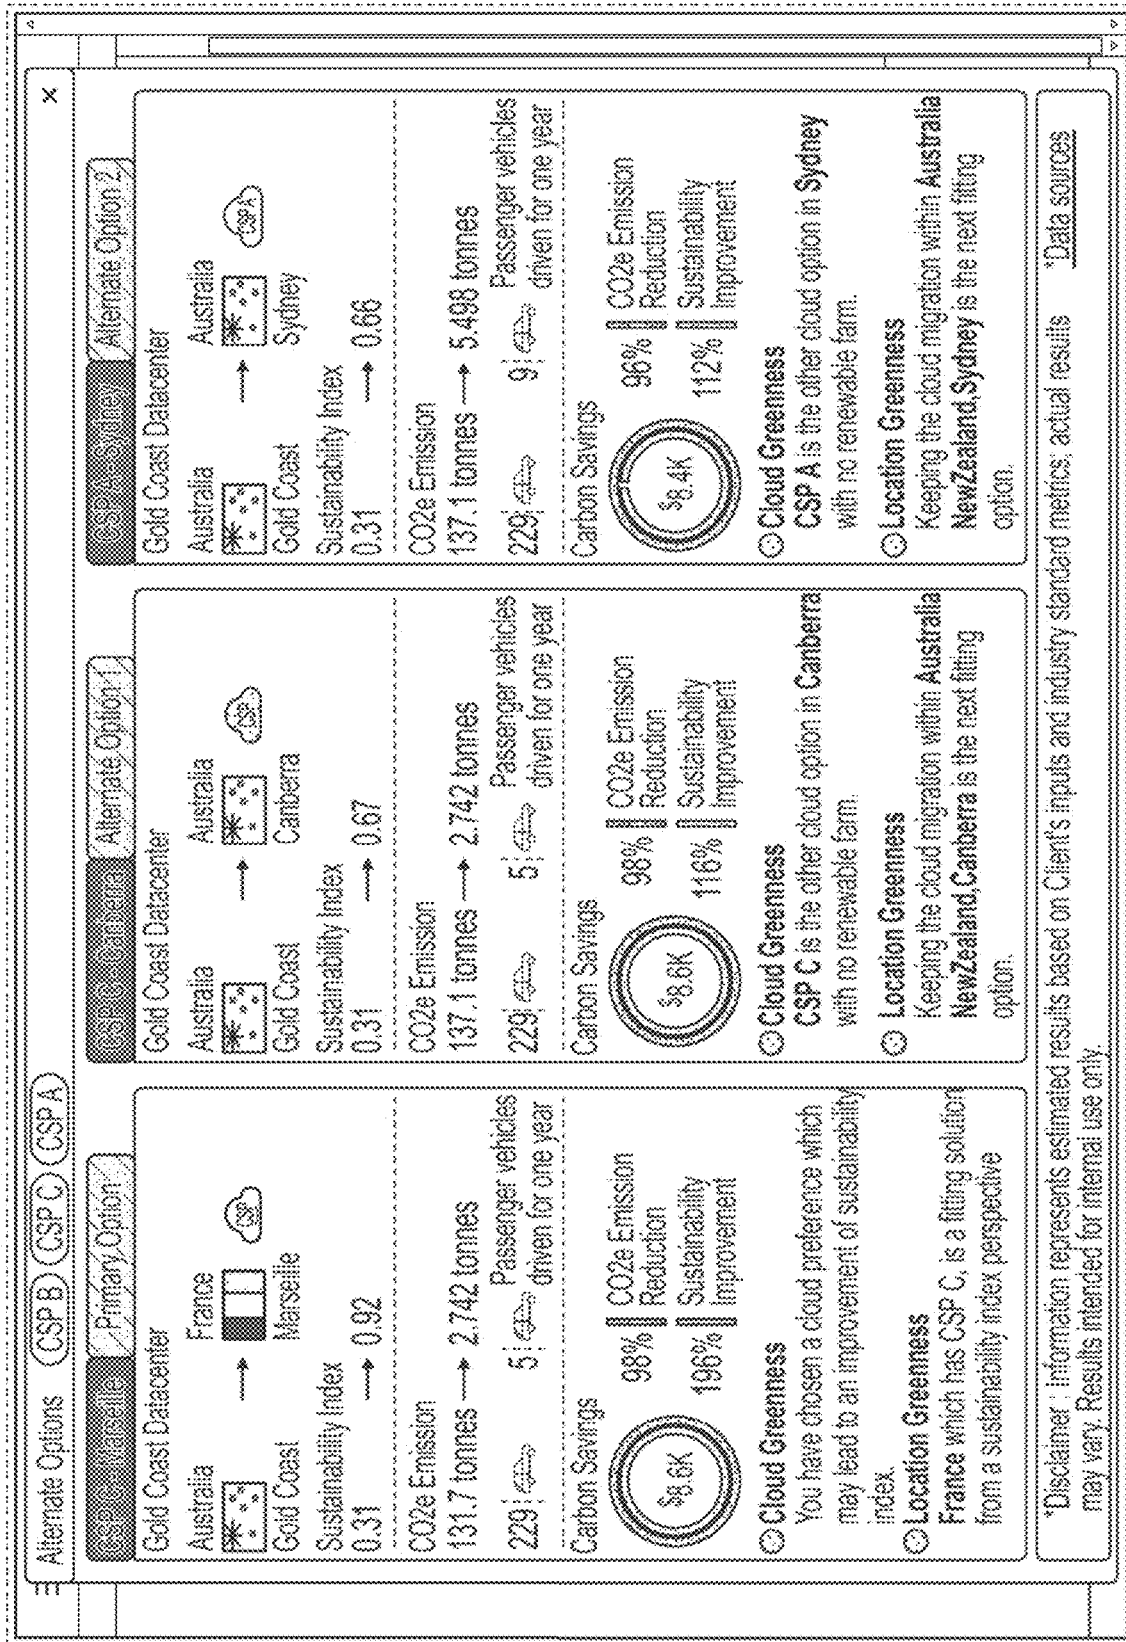 Alternate Options CSP B CSP C CSP A ×
Primary Option
Gold Coast Datacenter
Australia → France
Gold Coast Marseille CSP
Sustainability Index
0.31 → 0.92
CO2e Emission
131.7 tonnes → 2.742 tonnes
229 5 Passenger vehicles
driven for one year
Carbon Savings
$8.6K
98% CO2e Emission
Reduction
196% Sustainability
Improvement
Cloud Greenness
You have chosen a cloud preference which
may lead to an improvement of sustainability
index.
Location Greenness
France which has CSP C, is a fitting solution
from a sustainability index perspective
CSP C-Canberra Alternate Option 1
Gold Coast Datacenter
Australia → Australia
Gold Coast Canberra CSP
Sustainability Index
0.31 → 0.67
CO2e Emission
137.1 tonnes → 2.742 tonnes
229 5 Passenger vehicles
driven for one year
Carbon Savings
$8.6K
98% CO2e Emission
Reduction
116% Sustainability
Improvement
Cloud Greenness
CSP C is the other cloud option in Canberra
with no renewable farm.
Location Greenness
Keeping the cloud migration within Australia
NewZealand,Canberra is the next fitting
option.
CSP A-Sydney Alternate Option 2
Gold Coast Datacenter
Australia → Australia
Gold Coast Sydney CSP A
Sustainability Index
0.31 → 0.66
CO2e Emission
137.1 tonnes → 5.498 tonnes
229 9 Passenger vehicles
driven for one year
Carbon Savings
$8.4K
96% CO2e Emission
Reduction
112% Sustainability
Improvement
Cloud Greenness
CSP A is the other cloud option in Sydney
with no renewable farm.
Location Greenness
Keeping the cloud migration within Australia
NewZealand,Sydney is the next fitting
option.
*Disclaimer : Information represents estimated results based on Client's inputs and industry standard metrics; actual results
may vary. Results intended for internal use only.
*Data sources